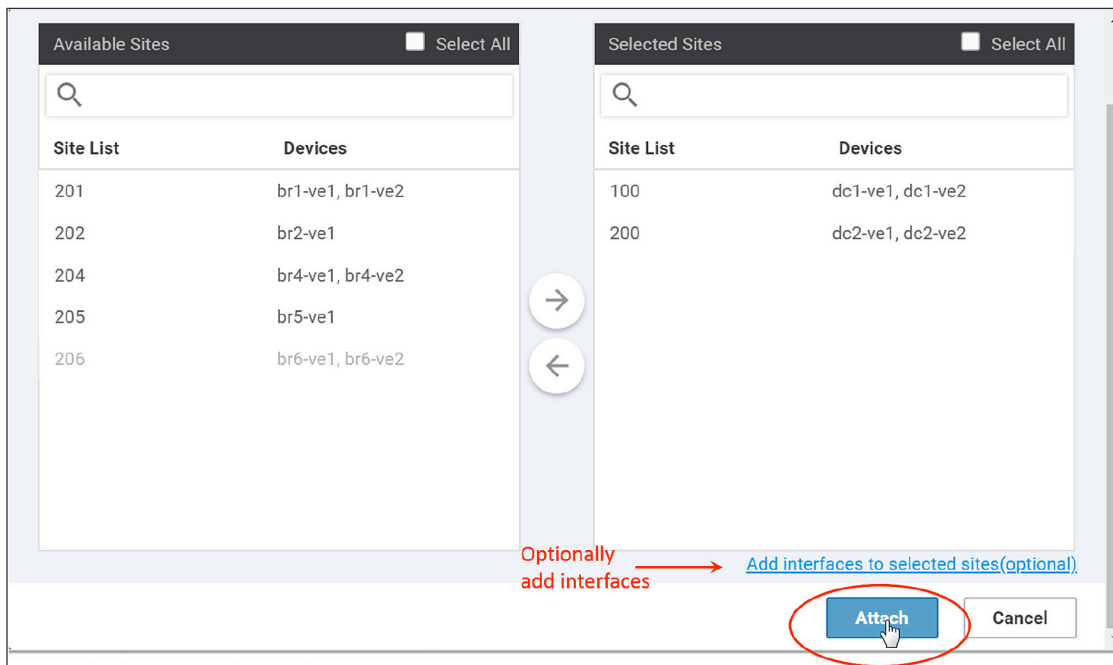 Available Sites Select All
Site List Devices
201 br1-ve1, br1-ve2
202 br2-ve1
204 br4-ve1, br4-ve2
205 br5-ve1
206 br6-ve1, br6-ve2
Selected Sites Select All
Site List Devices
100 dc1-ve1, dc1-ve2
200 dc2-ve1, dc2-ve2
Optionally
add interfaces
Add interfaces to selected sites(optional)
Attach Cancel